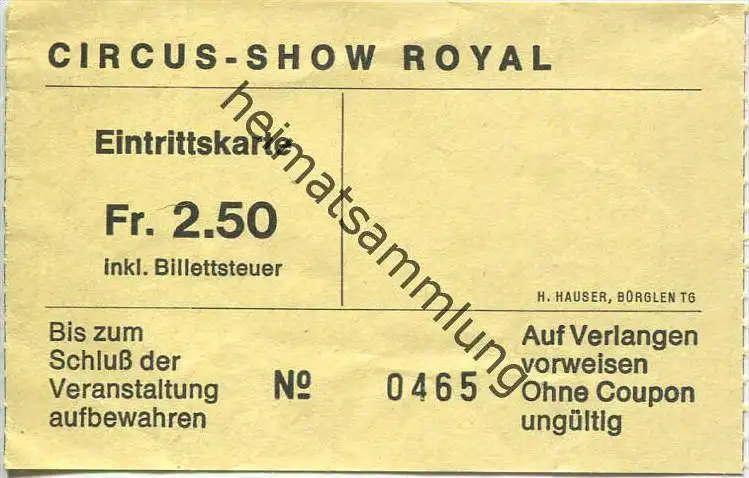 CIRCUS-SHOW ROYAL
Eintrittskarte
Fr. 2.50
inkl. Billettsteuer
H. HAUSER, BÜRGLEN TG
Bis zum
Schluß der
Veranstaltung
aufbewahren
Nº 0465
Auf Verlangen
vorweisen
Ohne Coupon
ungültig
heimatsammlung